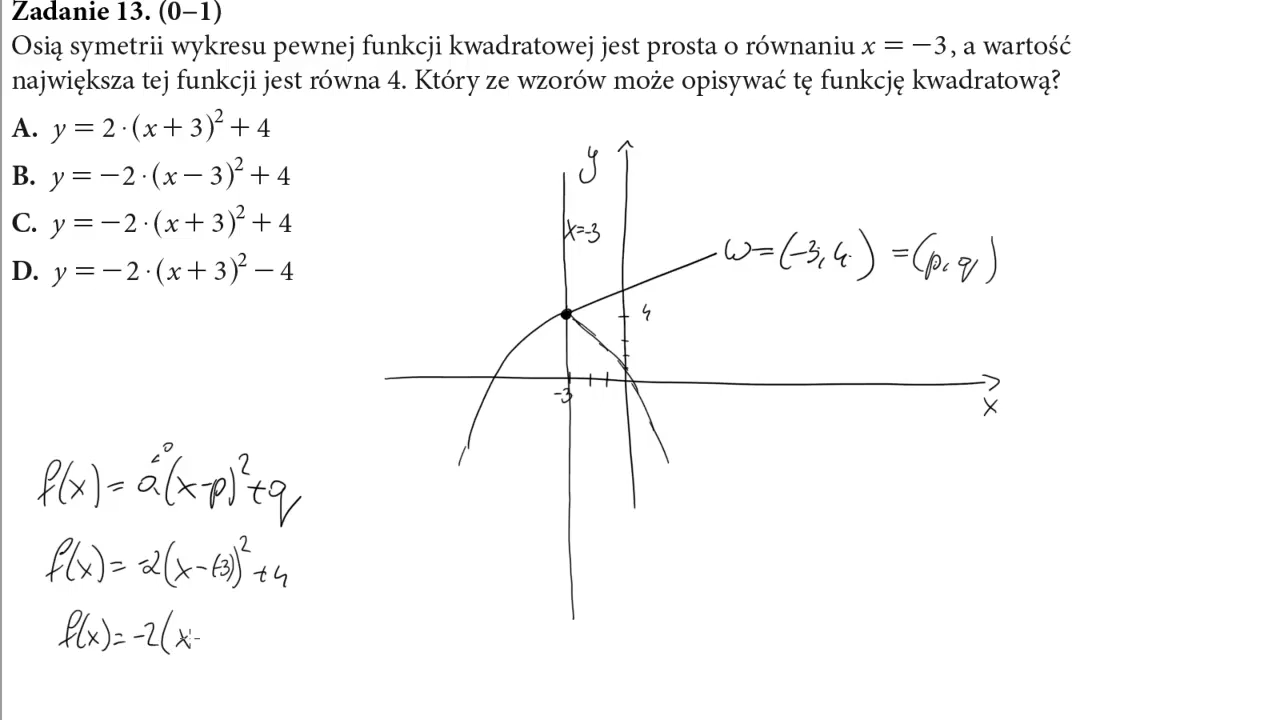 Zadanie 13. (0–1)
Osią symetrii wykresu pewnej funkcji kwadratowej jest prosta o równaniu x = −3, a wartość
największa tej funkcji jest równa 4. Który ze wzorów może opisywać tę funkcję kwadratową?
A. y = 2·(x+3)² + 4
B. y = −2·(x−3)² + 4
C. y = −2·(x+3)² + 4
D. y = −2·(x+3)² − 4
y
x=-3
W=(-3,4) =(p,q)
4
-3
x
<0
f(x)= a(x-p)²+q
f(x)= -2(x-(-3))²+4
f(x)= -2(x-